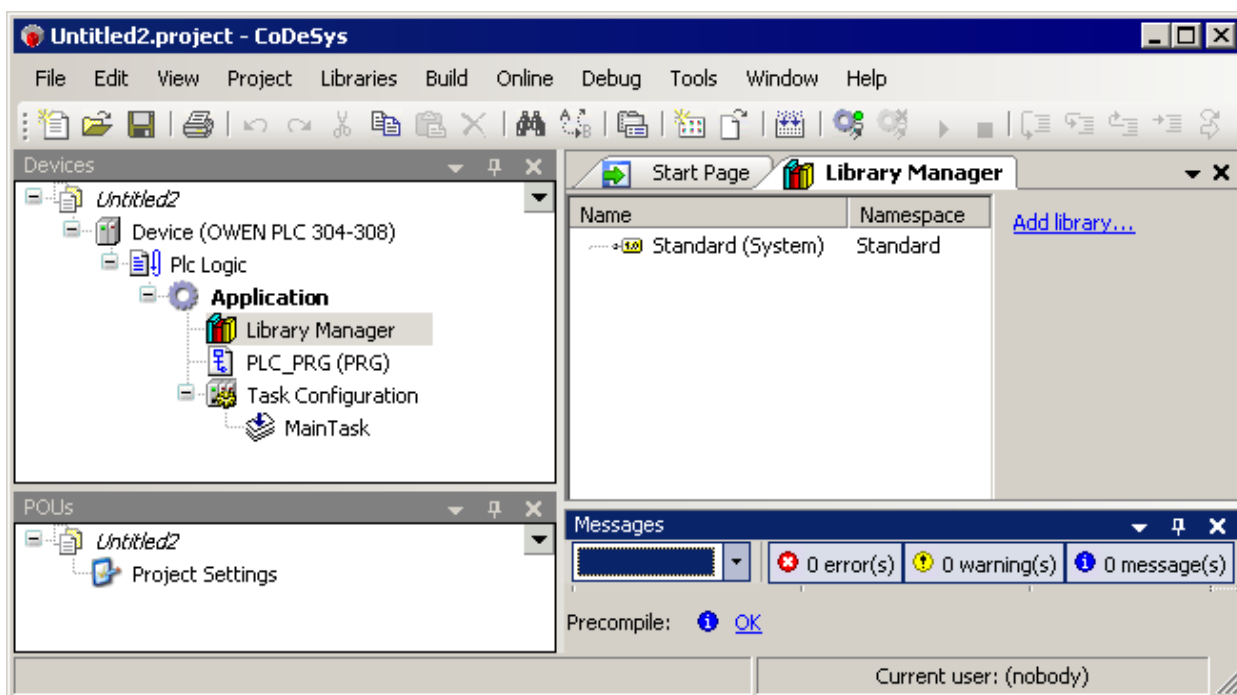 Untitled2.project - CoDeSys
File Edit View Project Libraries Build Online Debug Tools Window Help
Devices
Untitled2
Device (OWEN PLC 304-308)
Plc Logic
Application
Library Manager
PLC_PRG (PRG)
Task Configuration
MainTask
POUs
Untitled2
Project Settings
Start Page Library Manager
Name Namespace
Standard (System) Standard
Add library...
Messages
0 error(s) 0 warning(s) 0 message(s)
Precompile: OK
Current user: (nobody)